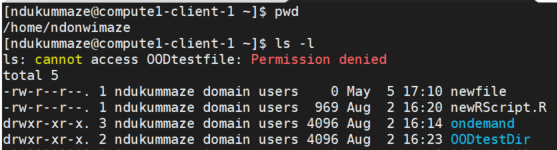 [ndukummaze@compute1-client-1 ~]$ pwd
/home/ndonwimaze
[ndukummaze@compute1-client-1 ~]$ ls -l
ls: cannot access OODtestfile: Permission denied
total 5
-rw-r--r--. 1 ndukummaze domain users    0 May  5 17:10 newfile
-rw-r--r--. 1 ndukummaze domain users  969 Aug  2 16:20 newRScript.R
drwxr-xr-x. 3 ndukummaze domain users 4096 Aug  2 16:14 ondemand
drwxr-xr-x. 2 ndukummaze domain users 4096 Aug  2 16:23 OODtestDir